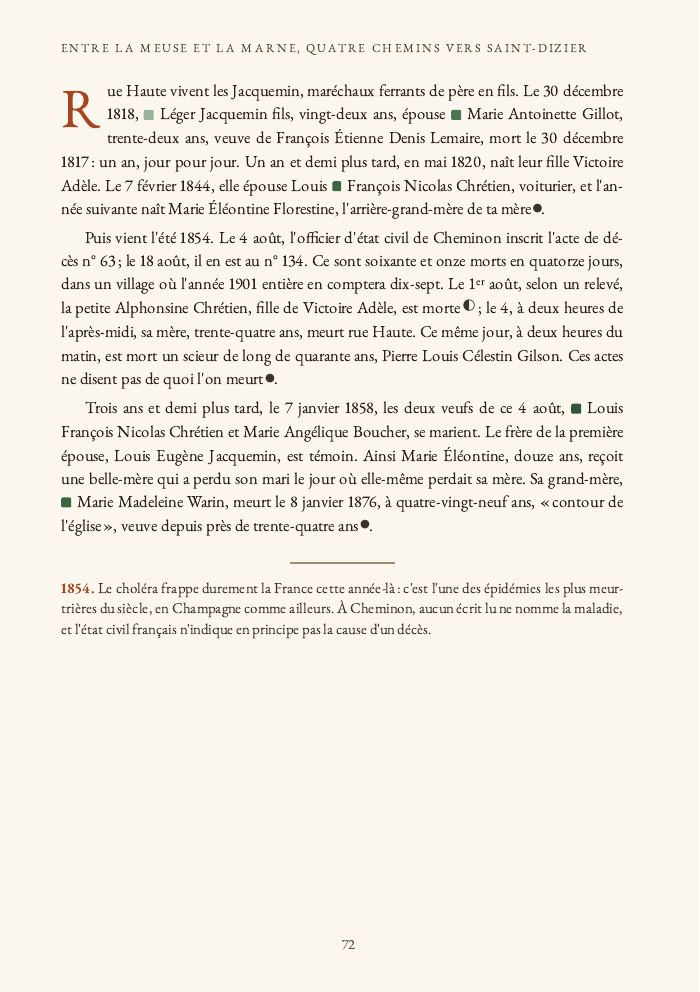 ENTRE LA MEUSE ET LA MARNE, QUATRE CHEMINS VERS SAINT-DIZIER
Rue Haute vivent les Jacquemin, maréchaux ferrants de père en fils. Le 30 décembre
1818, Léger Jacquemin fils, vingt-deux ans, épouse Marie Antoinette Gillot,
trente-deux ans, veuve de François Étienne Denis Lemaire, mort le 30 décembre
1817 : un an, jour pour jour. Un an et demi plus tard, en mai 1820, naît leur fille Victoire
Adèle. Le 7 février 1844, elle épouse Louis François Nicolas Chrétien, voiturier, et l'an-
née suivante naît Marie Éléontine Florestine, l'arrière-grand-mère de ta mère●.
Puis vient l'été 1854. Le 4 août, l'officier d'état civil de Cheminon inscrit l'acte de dé-
cès n° 63 ; le 18 août, il en est au n° 134. Ce sont soixante et onze morts en quatorze jours,
dans un village où l'année 1901 entière en comptera dix-sept. Le 1er août, selon un relevé,
la petite Alphonsine Chrétien, fille de Victoire Adèle, est morte◐ ; le 4, à deux heures de
l'après-midi, sa mère, trente-quatre ans, meurt rue Haute. Ce même jour, à deux heures du
matin, est mort un scieur de long de quarante ans, Pierre Louis Célestin Gilson. Ces actes
ne disent pas de quoi l'on meurt●.
Trois ans et demi plus tard, le 7 janvier 1858, les deux veufs de ce 4 août, Louis
François Nicolas Chrétien et Marie Angélique Boucher, se marient. Le frère de la première
épouse, Louis Eugène Jacquemin, est témoin. Ainsi Marie Éléontine, douze ans, reçoit
une belle-mère qui a perdu son mari le jour où elle-même perdait sa mère. Sa grand-mère,
Marie Madeleine Warin, meurt le 8 janvier 1876, à quatre-vingt-neuf ans, « contour de
l'église », veuve depuis près de trente-quatre ans●.
1854. Le choléra frappe durement la France cette année-là : c'est l'une des épidémies les plus meur-
trières du siècle, en Champagne comme ailleurs. À Cheminon, aucun écrit lu ne nomme la maladie,
et l'état civil français n'indique en principe pas la cause d'un décès.
72